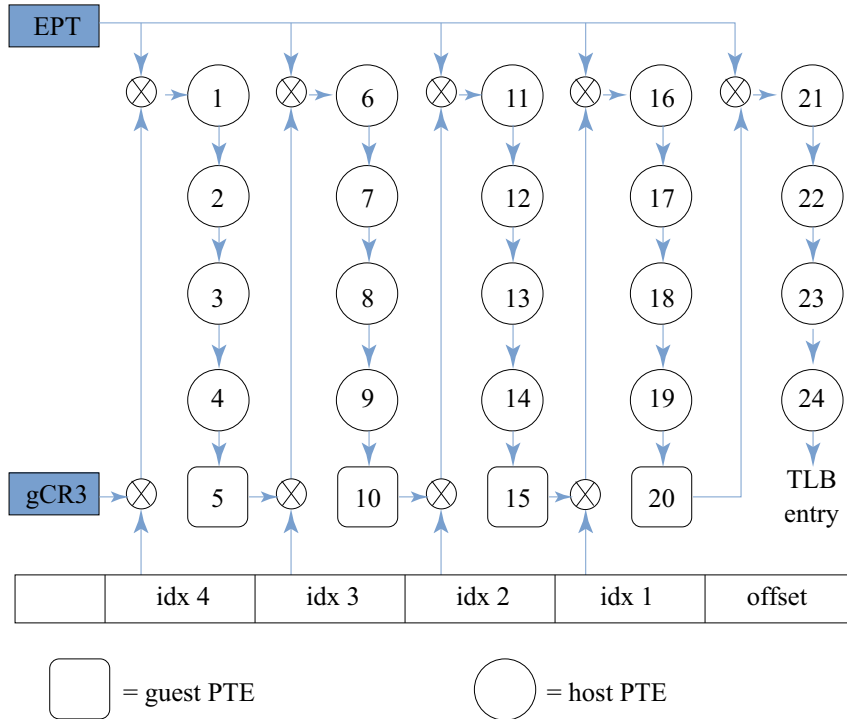 EPT
1 6 11 16 21
2 7 12 17 22
3 8 13 18 23
4 9 14 19 24
gCR3 5 10 15 20 TLB
entry
idx 4 idx 3 idx 2 idx 1 offset
= guest PTE = host PTE